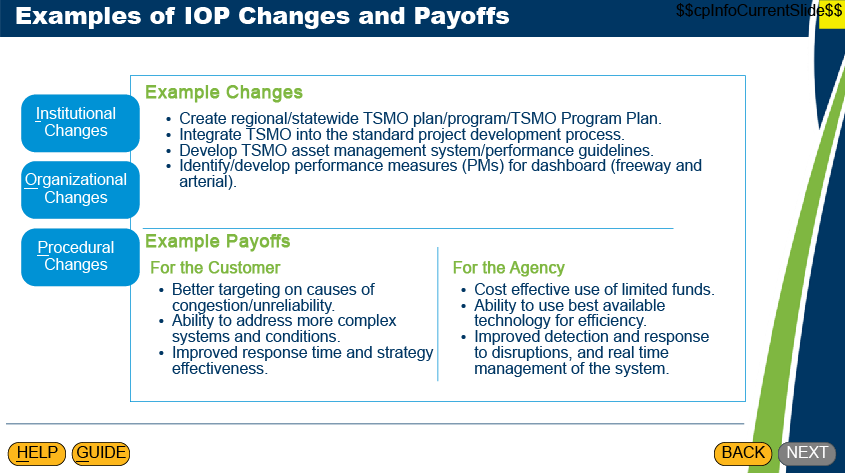 Examples of IOP Changes and Payoffs
$$cpInfoCurrentSlide$$
Institutional
Changes
Organizational
Changes
Procedural
Changes
Example Changes
• Create regional/statewide TSMO plan/program/TSMO Program Plan.
• Integrate TSMO into the standard project development process.
• Develop TSMO asset management system/performance guidelines.
• Identify/develop performance measures (PMs) for dashboard (freeway and
arterial).
Example Payoffs
For the Customer
• Better targeting on causes of
congestion/unreliability.
• Ability to address more complex
systems and conditions.
• Improved response time and strategy
effectiveness.
For the Agency
• Cost effective use of limited funds.
• Ability to use best available
technology for efficiency.
• Improved detection and response
to disruptions, and real time
management of the system.
HELP
GUIDE
BACK
NEXT